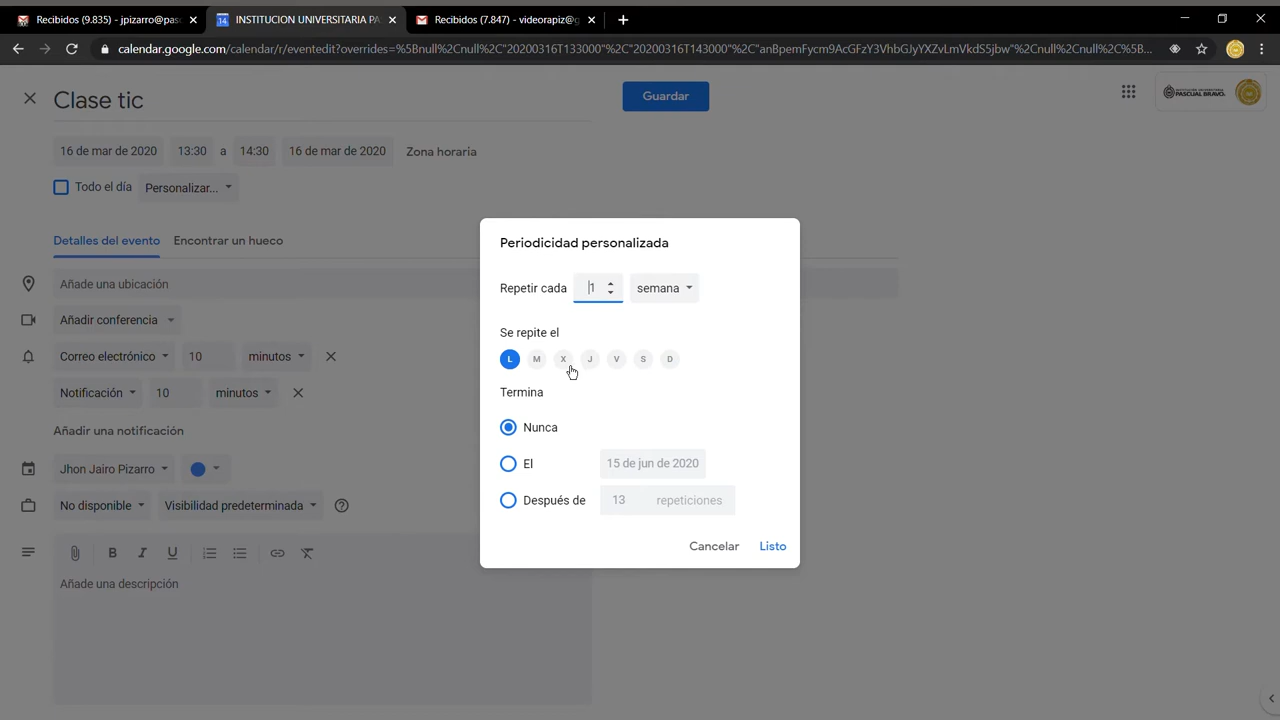 Recibidos (9.835) - jpizarro@pasc
INSTITUCION UNIVERSITARIA PA
Recibidos (7.847) - videorapiz@g
calendar.google.com/calendar/r/eventedit?overrides=%5Bnull%2Cnull%2C"20200316T133000"%2C"20200316T143000"%2C"anBpemFycm9AcGFzY3VhbGJyYXZvLmVkdS5jbw"%2Cnull%2Cnull%2C%5B...
Clase tic
Guardar
INSTITUCIÓN UNIVERSITARIA
PASCUAL BRAVO.
16 de mar de 2020 13:30 a 14:30 16 de mar de 2020 Zona horaria
Todo el día Personalizar...
Detalles del evento Encontrar un hueco
Añade una ubicación
Añadir conferencia
Correo electrónico 10 minutos
Notificación 10 minutos
Añadir una notificación
Jhon Jairo Pizarro
No disponible Visibilidad predeterminada
B I U
Añade una descripción
Periodicidad personalizada
Repetir cada 1 semana
Se repite el
L M X J V S D
Termina
Nunca
El 15 de jun de 2020
Después de 13 repeticiones
Cancelar Listo